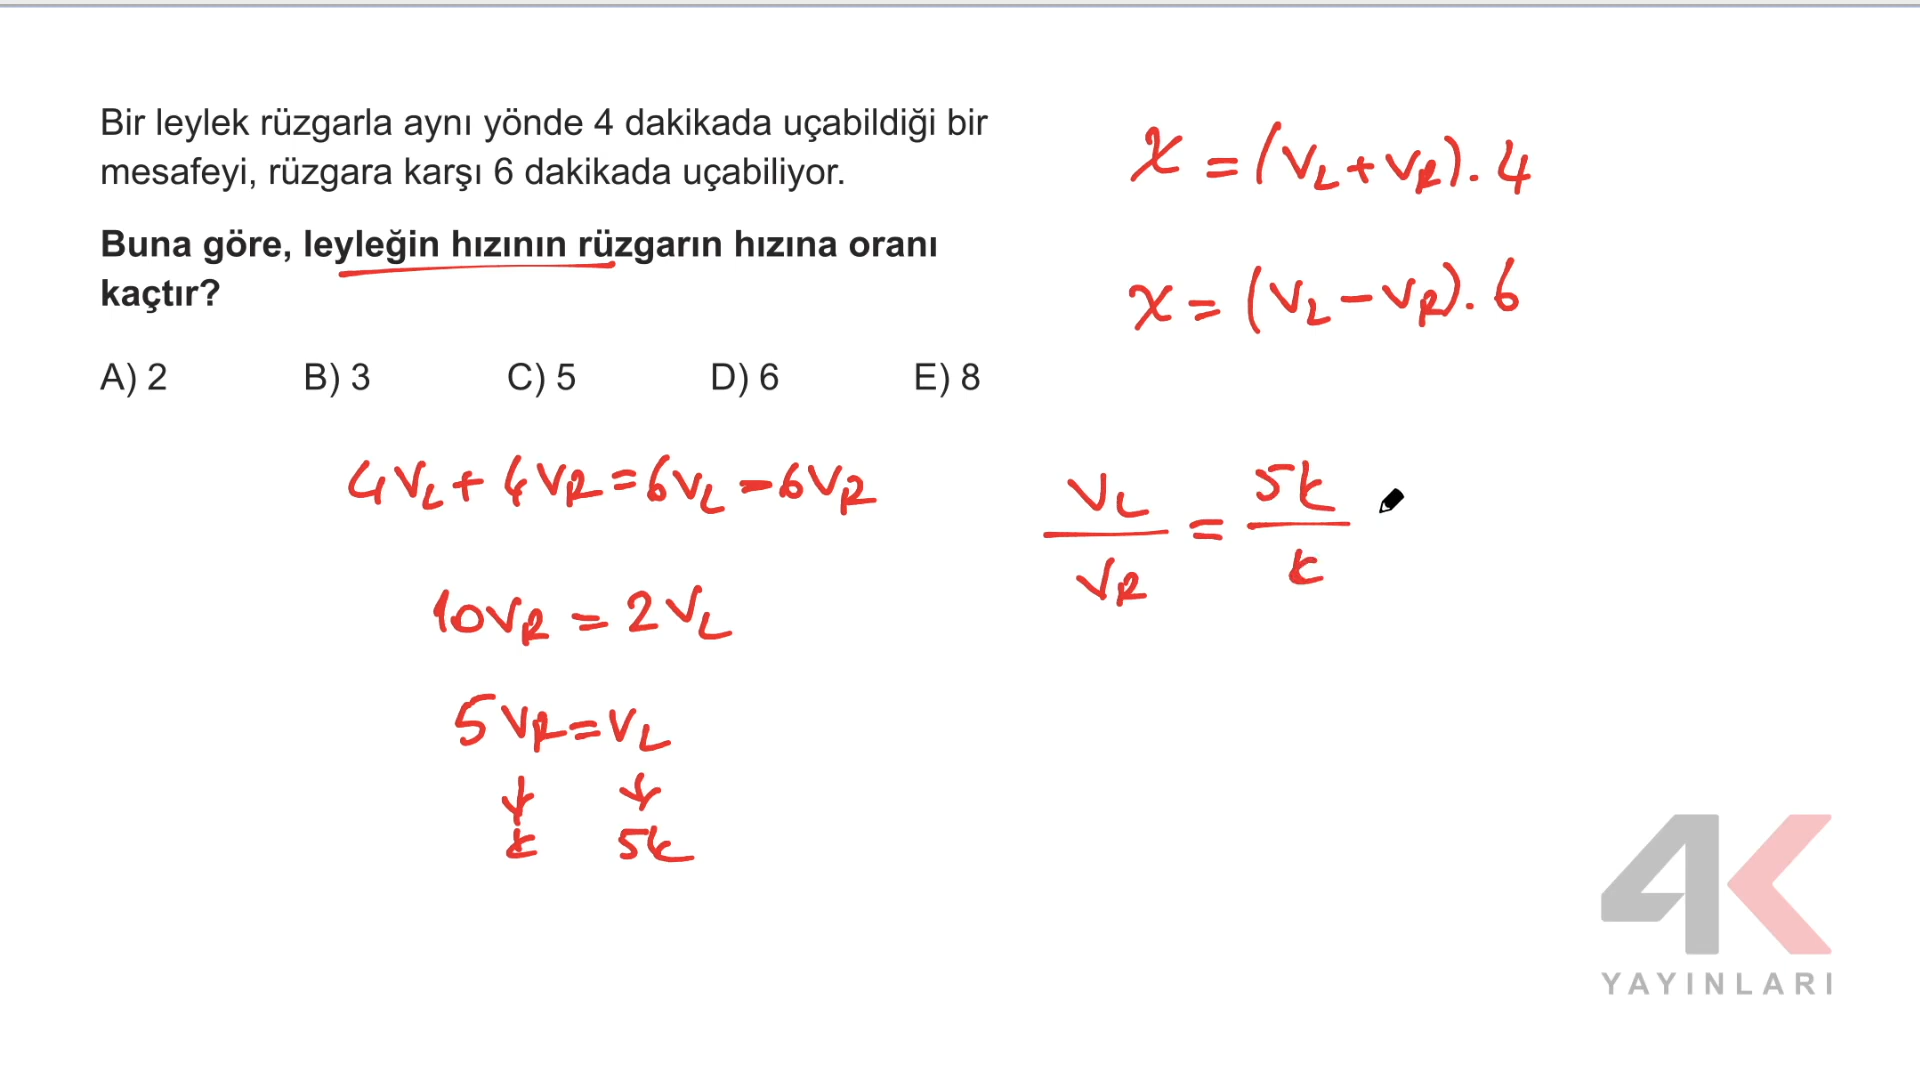 Bir leylek rüzgarla aynı yönde 4 dakikada uçabildiği bir
mesafeyi, rüzgara karşı 6 dakikada uçabiliyor.
Buna göre, leyleğin hızının rüzgarın hızına oranı
kaçtır?
A) 2 B) 3 C) 5 D) 6 E) 8
x = (VL + VR) . 4
x = (VL - VR) . 6
4VL + 4VR = 6VL - 6VR
10VR = 2VL
5VR = VL
k 5k
VL / VR = 5k / k
4K
YAYINLARI